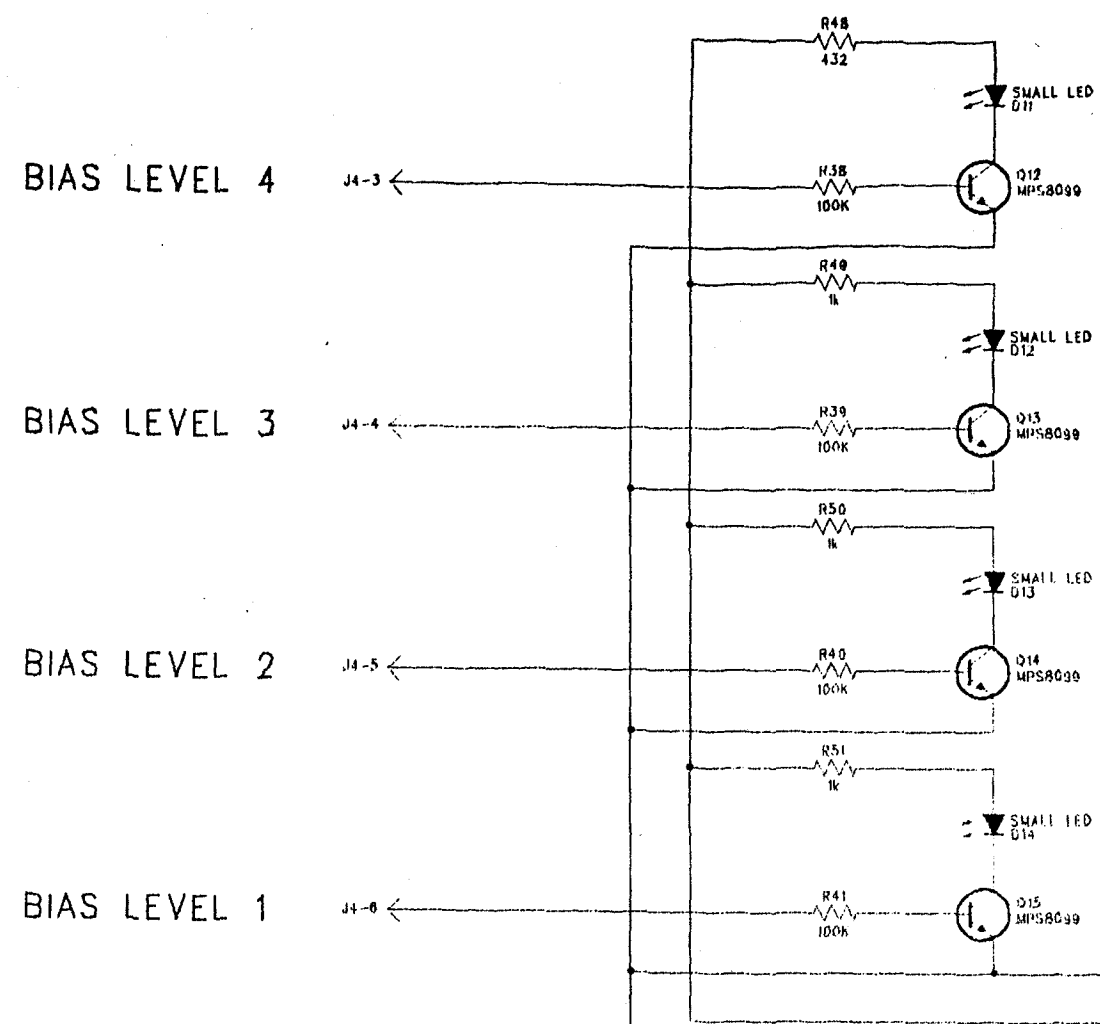 R48
432
SMALL LED
D11
BIAS LEVEL 4
J4-3
R38
100K
Q12
MPS8099
R49
1k
SMALL LED
D12
BIAS LEVEL 3
J4-4
R39
100K
Q13
MPS8099
R50
1k
SMALL LED
D13
BIAS LEVEL 2
J4-5
R40
100K
Q14
MPS8099
R51
1k
SMALL LED
D14
BIAS LEVEL 1
J4-6
R41
100K
Q15
MPS8099